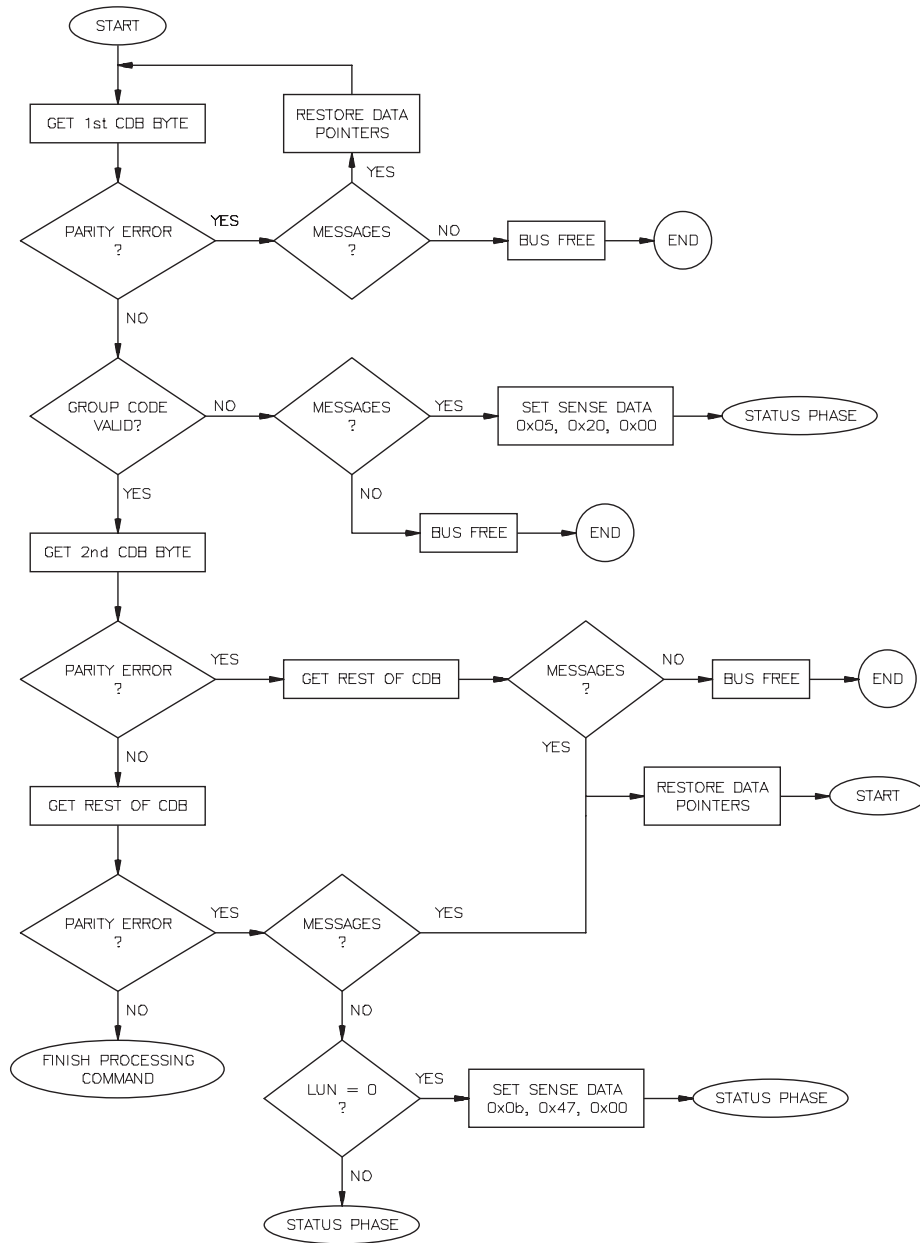 START
GET 1st CDB BYTE
RESTORE DATA
POINTERS
YES
PARITY ERROR
?
YES
MESSAGES
?
NO
BUS FREE
END
NO
GROUP CODE
VALID?
NO
MESSAGES
?
YES
SET SENSE DATA
0x05, 0x20, 0x00
STATUS PHASE
YES
NO
GET 2nd CDB BYTE
BUS FREE
END
PARITY ERROR
?
YES
GET REST OF CDB
MESSAGES
?
NO
BUS FREE
END
NO
YES
GET REST OF CDB
RESTORE DATA
POINTERS
START
PARITY ERROR
?
YES
MESSAGES
?
YES
NO
NO
FINISH PROCESSING
COMMAND
LUN = 0
?
YES
SET SENSE DATA
0x0b, 0x47, 0x00
STATUS PHASE
NO
STATUS PHASE